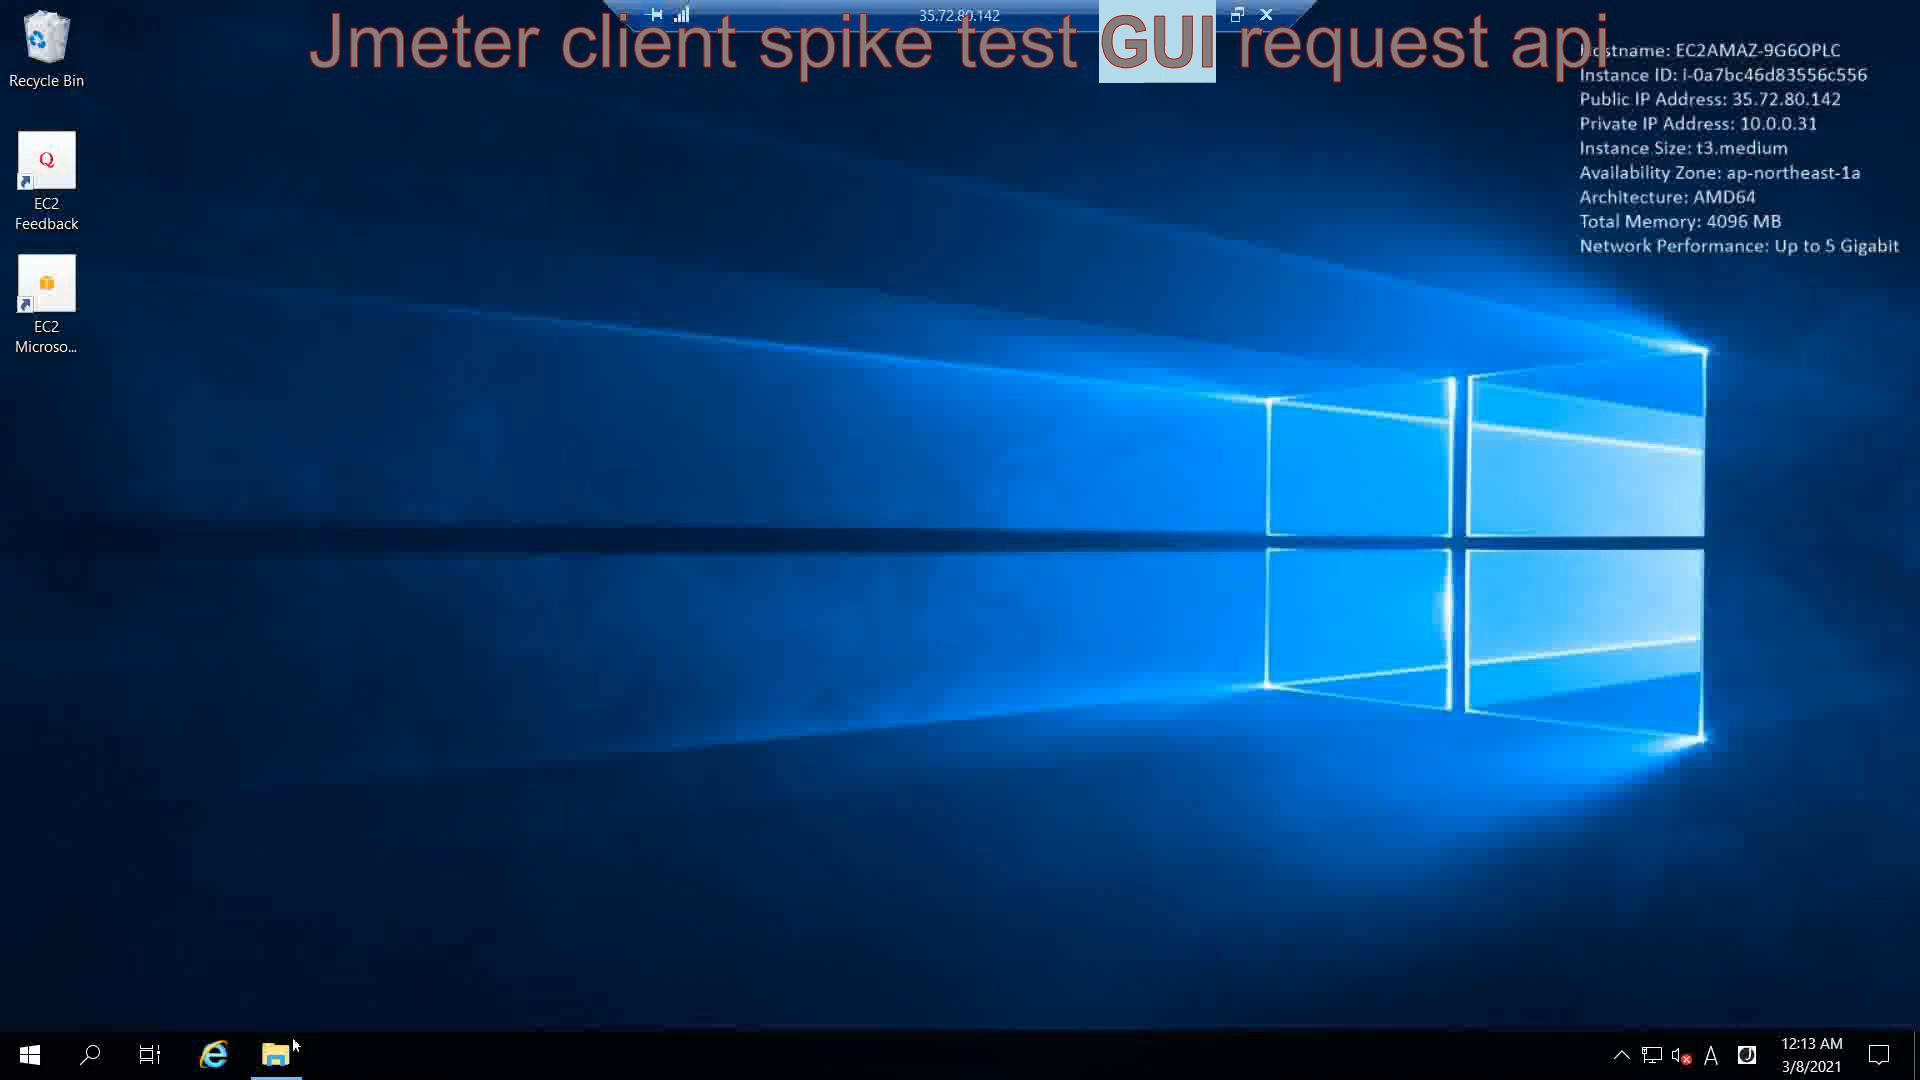 35.72.80.142
Jmeter client spike test GUI request api
Recycle Bin
EC2
Feedback
EC2
Microso...
Hostname: EC2AMAZ-9G6OPLC
Instance ID: i-0a7bc46d83556c556
Public IP Address: 35.72.80.142
Private IP Address: 10.0.0.31
Instance Size: t3.medium
Availability Zone: ap-northeast-1a
Architecture: AMD64
Total Memory: 4096 MB
Network Performance: Up to 5 Gigabit
A
12:13 AM
3/8/2021